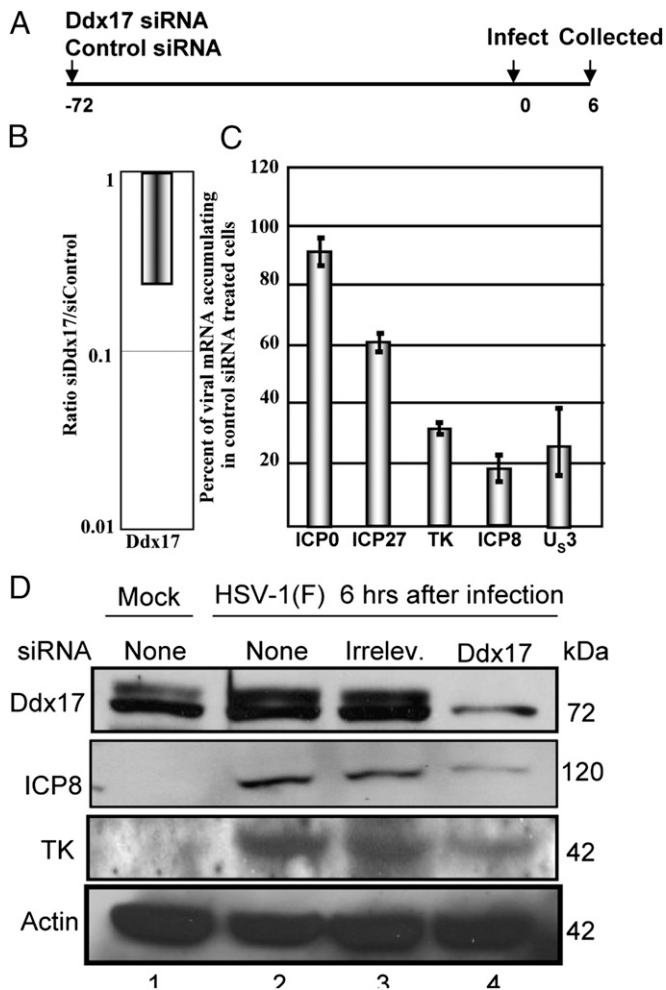 A
Ddx17 siRNA
Control siRNA
Infect
Collected
-72
0
6
B
1
0.1
0.01
Ratio siDdx17/siControl
Ddx17
C
120
100
80
60
40
20
Percent of viral mRNA accumulating
in control siRNA treated cells
ICP0
ICP27
TK
ICP8
US3
D
Mock
HSV-1(F) 6 hrs after infection
siRNA
None
None
Irrelev.
Ddx17
kDa
Ddx17
72
ICP8
120
TK
42
Actin
42
1
2
3
4